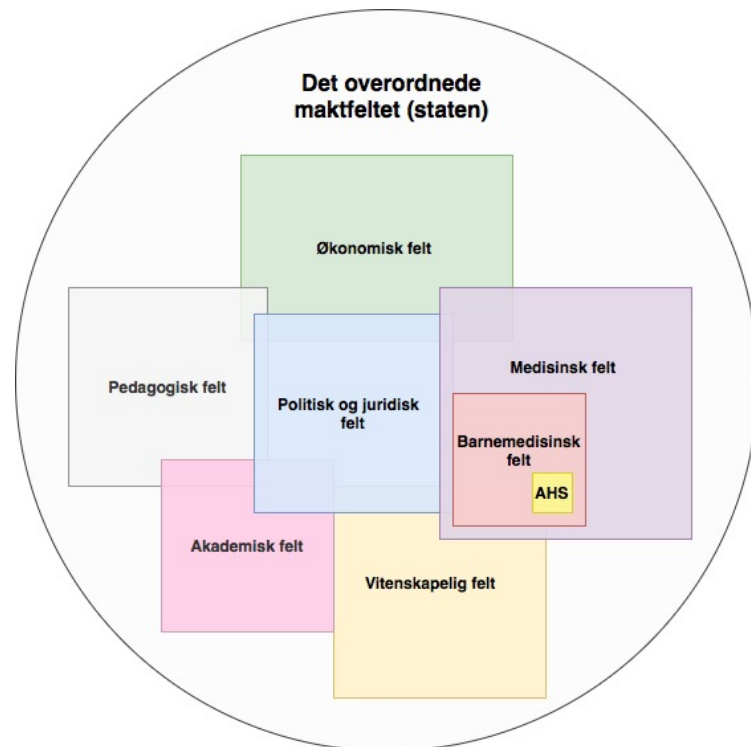 Det overordnede
maktfeltet (staten)
Økonomisk felt
Pedagogisk felt
Politisk og juridisk
felt
Medisinsk felt
Barnemedisinsk
felt
AHS
Akademisk felt
Vitenskapelig felt